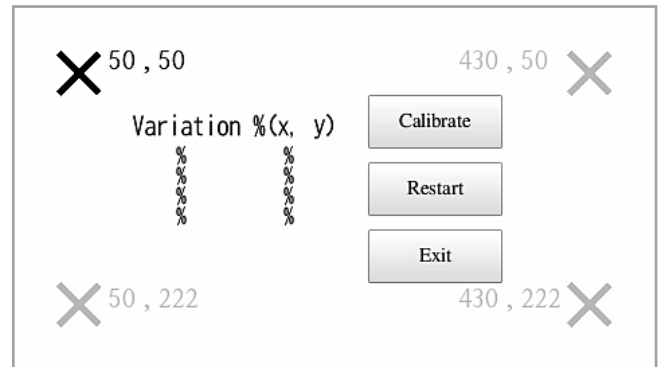 50 , 50
430 , 50
Variation %(x, y)
% %
% %
% %
% %
Calibrate
Restart
Exit
50 , 222
430 , 222